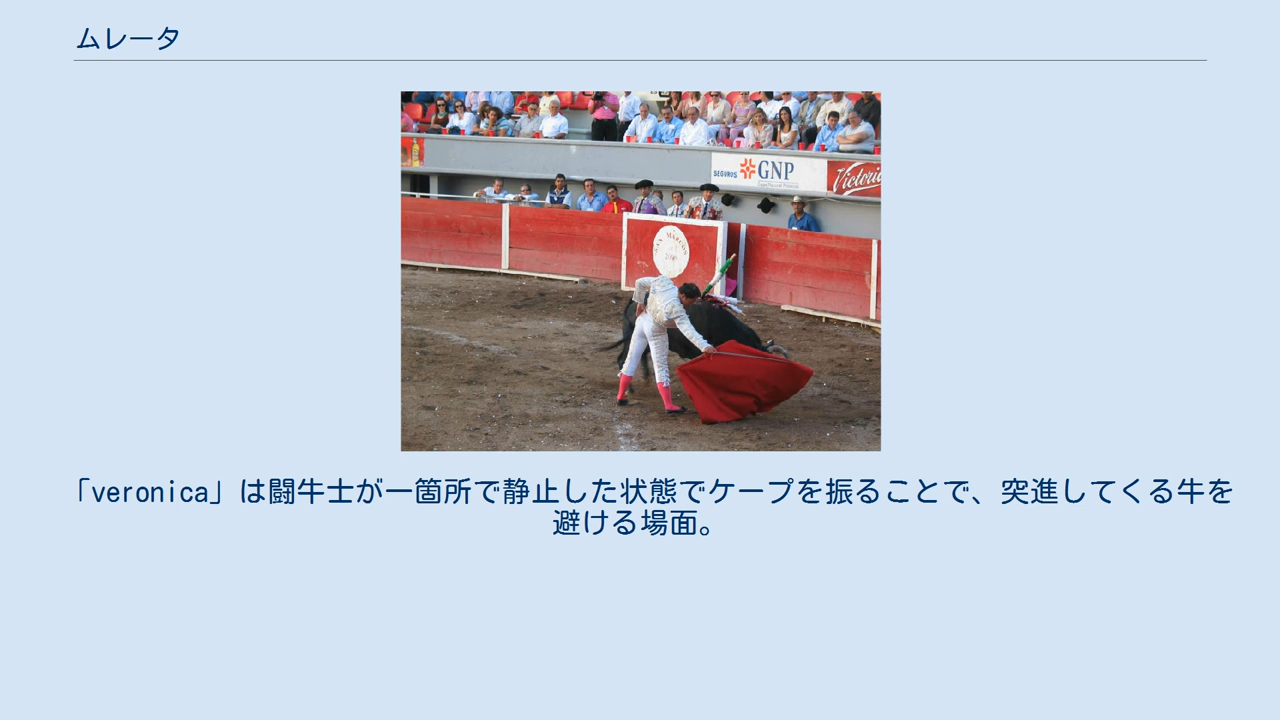 ムレータ
SEGUROS GNP
Victoria
「veronica」は闘牛士が一箇所で静止した状態でケープを振ることで、突進してくる牛を
避ける場面。